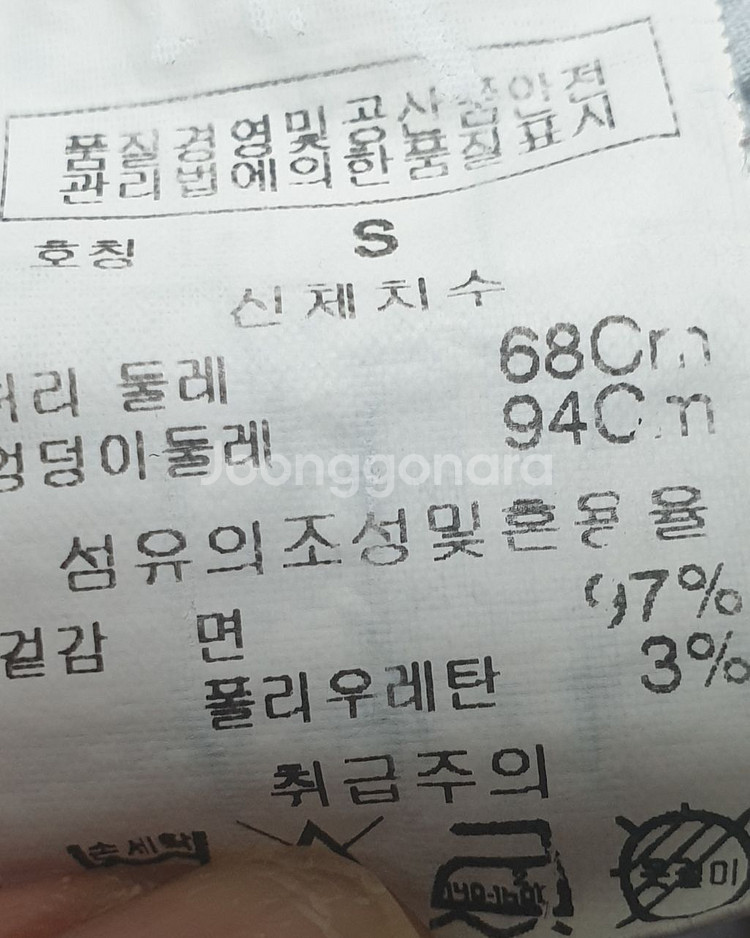 품질경영및공산품안전
관리법에의한품질표시
호칭 S
신체치수
허리 둘레 68Cm
엉덩이둘레 94Cm
Joonggonara
섬유의조성및혼용율
겉감 면 97%
폴리우레탄 3%
취급주의
손세탁
옷걸이